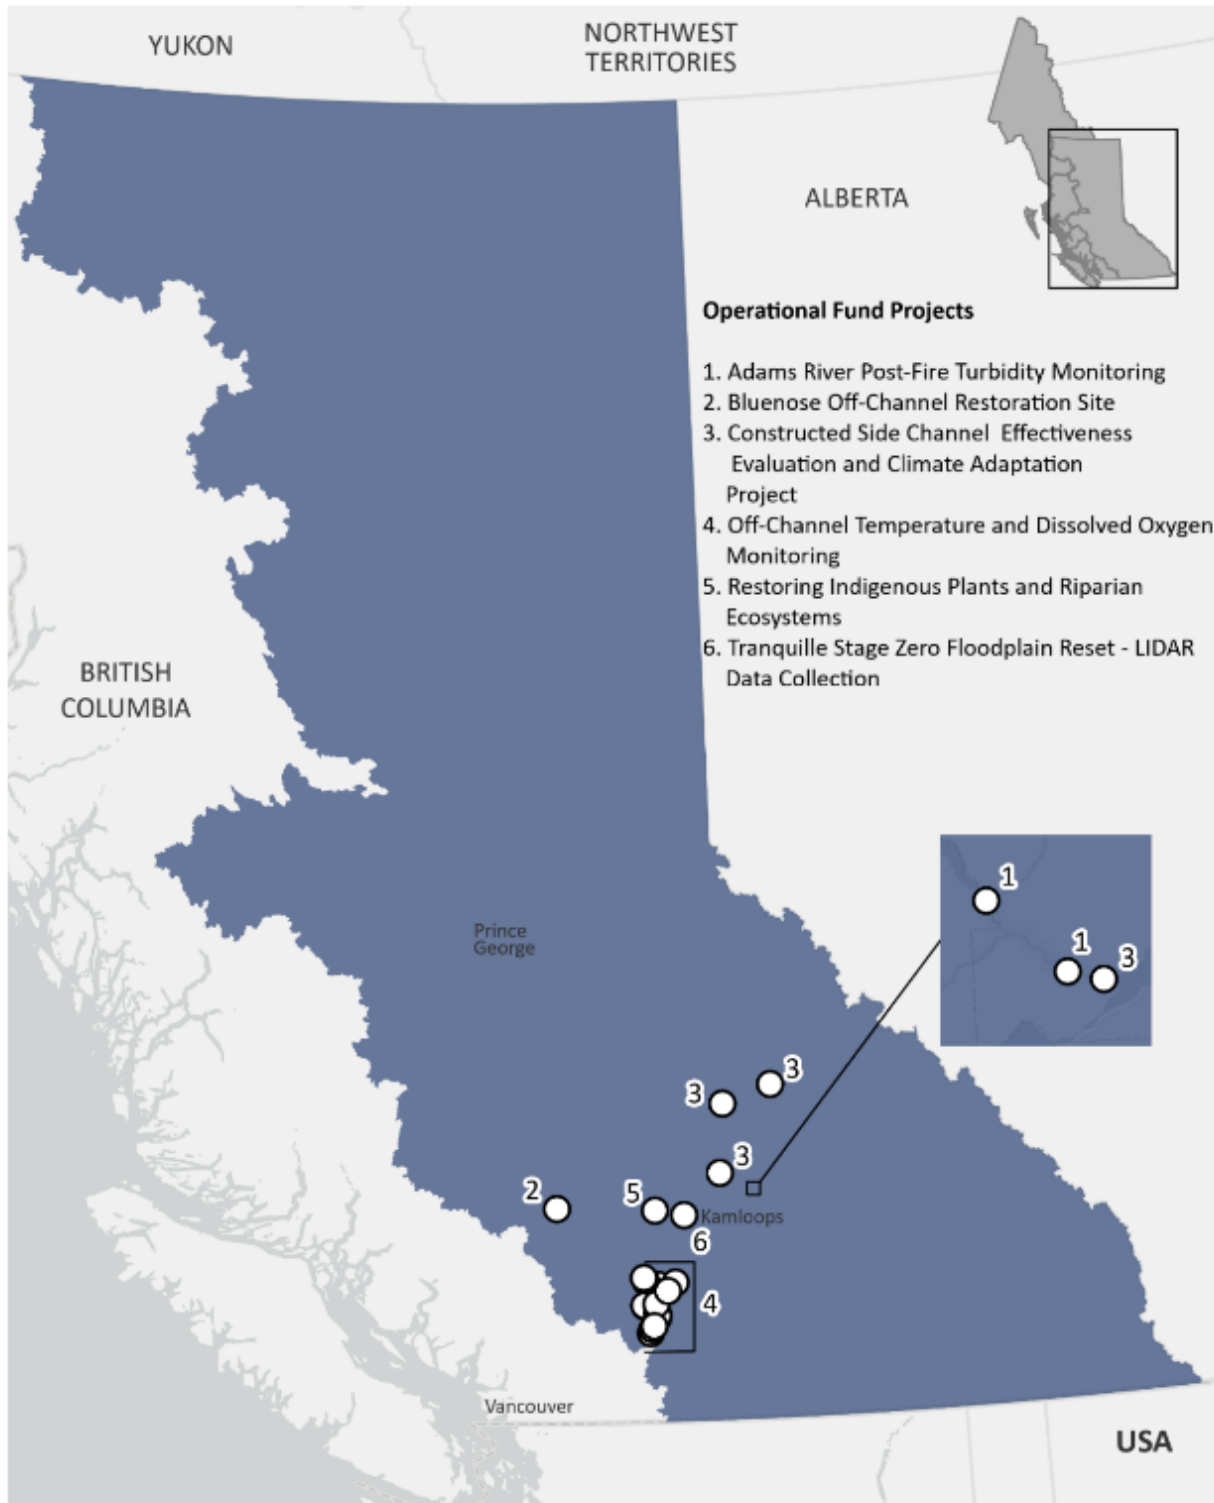 YUKON
NORTHWEST
TERRITORIES
ALBERTA
Operational Fund Projects
1. Adams River Post-Fire Turbidity Monitoring
2. Bluenose Off-Channel Restoration Site
3. Constructed Side Channel Effectiveness
Evaluation and Climate Adaptation
Project
4. Off-Channel Temperature and Dissolved Oxygen
Monitoring
5. Restoring Indigenous Plants and Riparian
Ecosystems
6. Tranquille Stage Zero Floodplain Reset - LIDAR
Data Collection
BRITISH
COLUMBIA
Prince
George
1
1
3
3
3
3
2
5
Kamloops
6
4
Vancouver
USA